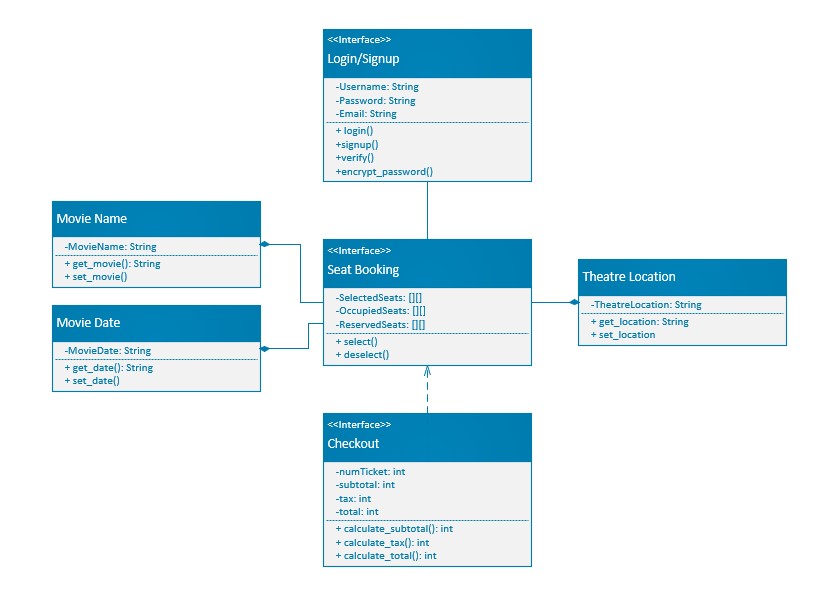 <<Interface>>
Login/Signup
-Username: String
-Password: String
-Email: String
+ login()
+signup()
+verify()
+encrypt_password()
Movie Name
-MovieName: String
+ get_movie(): String
+ set_movie()
Movie Date
-MovieDate: String
+ get_date(): String
+ set_date()
<<Interface>>
Seat Booking
-SelectedSeats: [][]
-OccupiedSeats: [][]
-ReservedSeats: [][]
+ select()
+ deselect()
Theatre Location
-TheatreLocation: String
+ get_location: String
+ set_location
<<Interface>>
Checkout
-numTicket: int
-subtotal: int
-tax: int
-total: int
+ calculate_subtotal(): int
+ calculate_tax(): int
+ calculate_total(): int